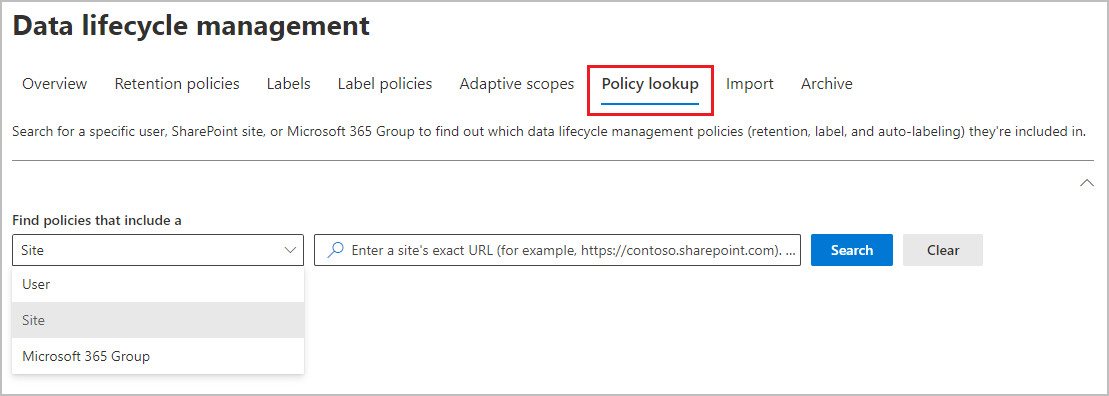 Data lifecycle management
Overview Retention policies Labels Label policies Adaptive scopes Policy lookup Import Archive
Search for a specific user, SharePoint site, or Microsoft 365 Group to find out which data lifecycle management policies (retention, label, and auto-labeling) they're included in.
Find policies that include a
Site Enter a site's exact URL (for example, https://contoso.sharepoint.com). ... Search Clear
User
Site
Microsoft 365 Group